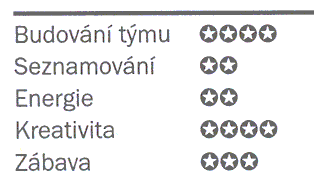 Budování týmu ✪✪✪✪
Seznamování ✪✪
Energie ✪✪
Kreativita ✪✪✪✪
Zábava ✪✪✪